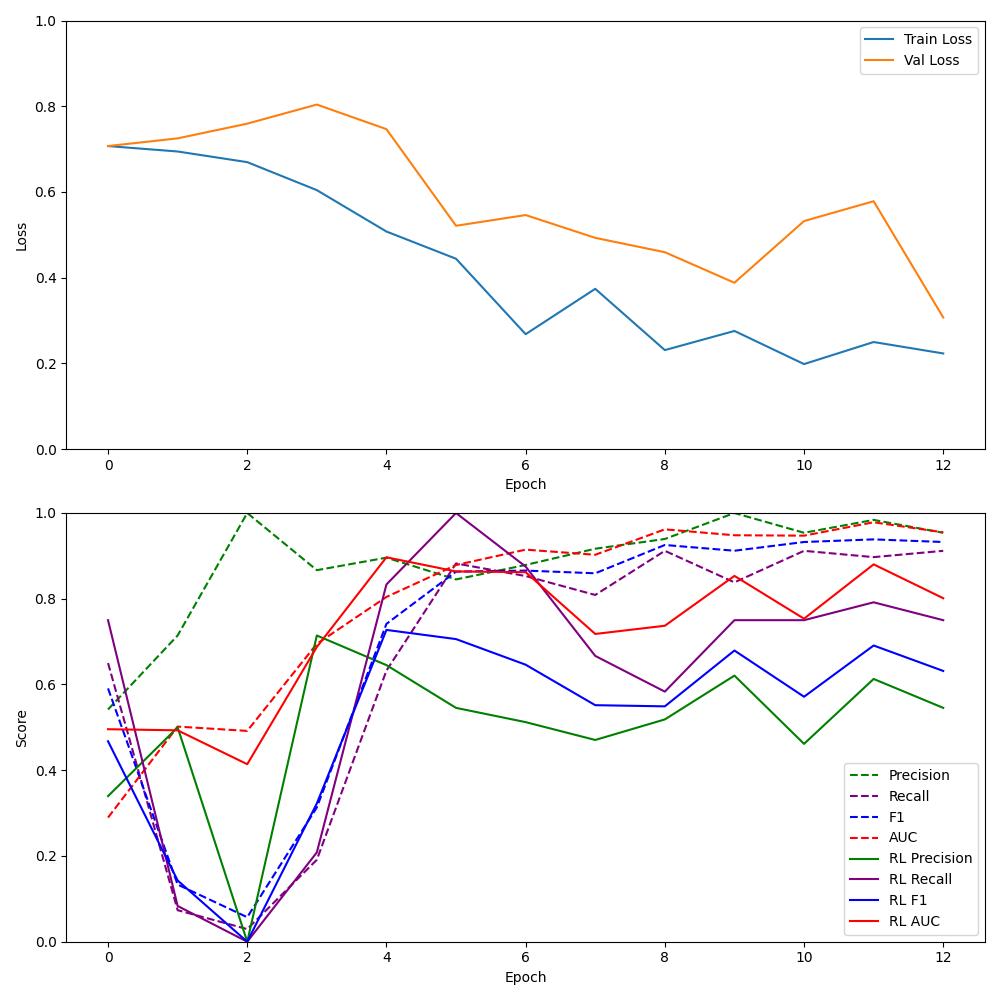 1.0
0.8
0.6
0.4
0.2
0.0
Loss
Train Loss
Val Loss
0 2 4 6 8 10 12
Epoch
1.0
0.8
0.6
0.4
0.2
0.0
Score
Precision
Recall
F1
AUC
RL Precision
RL Recall
RL F1
RL AUC
0 2 4 6 8 10 12
Epoch